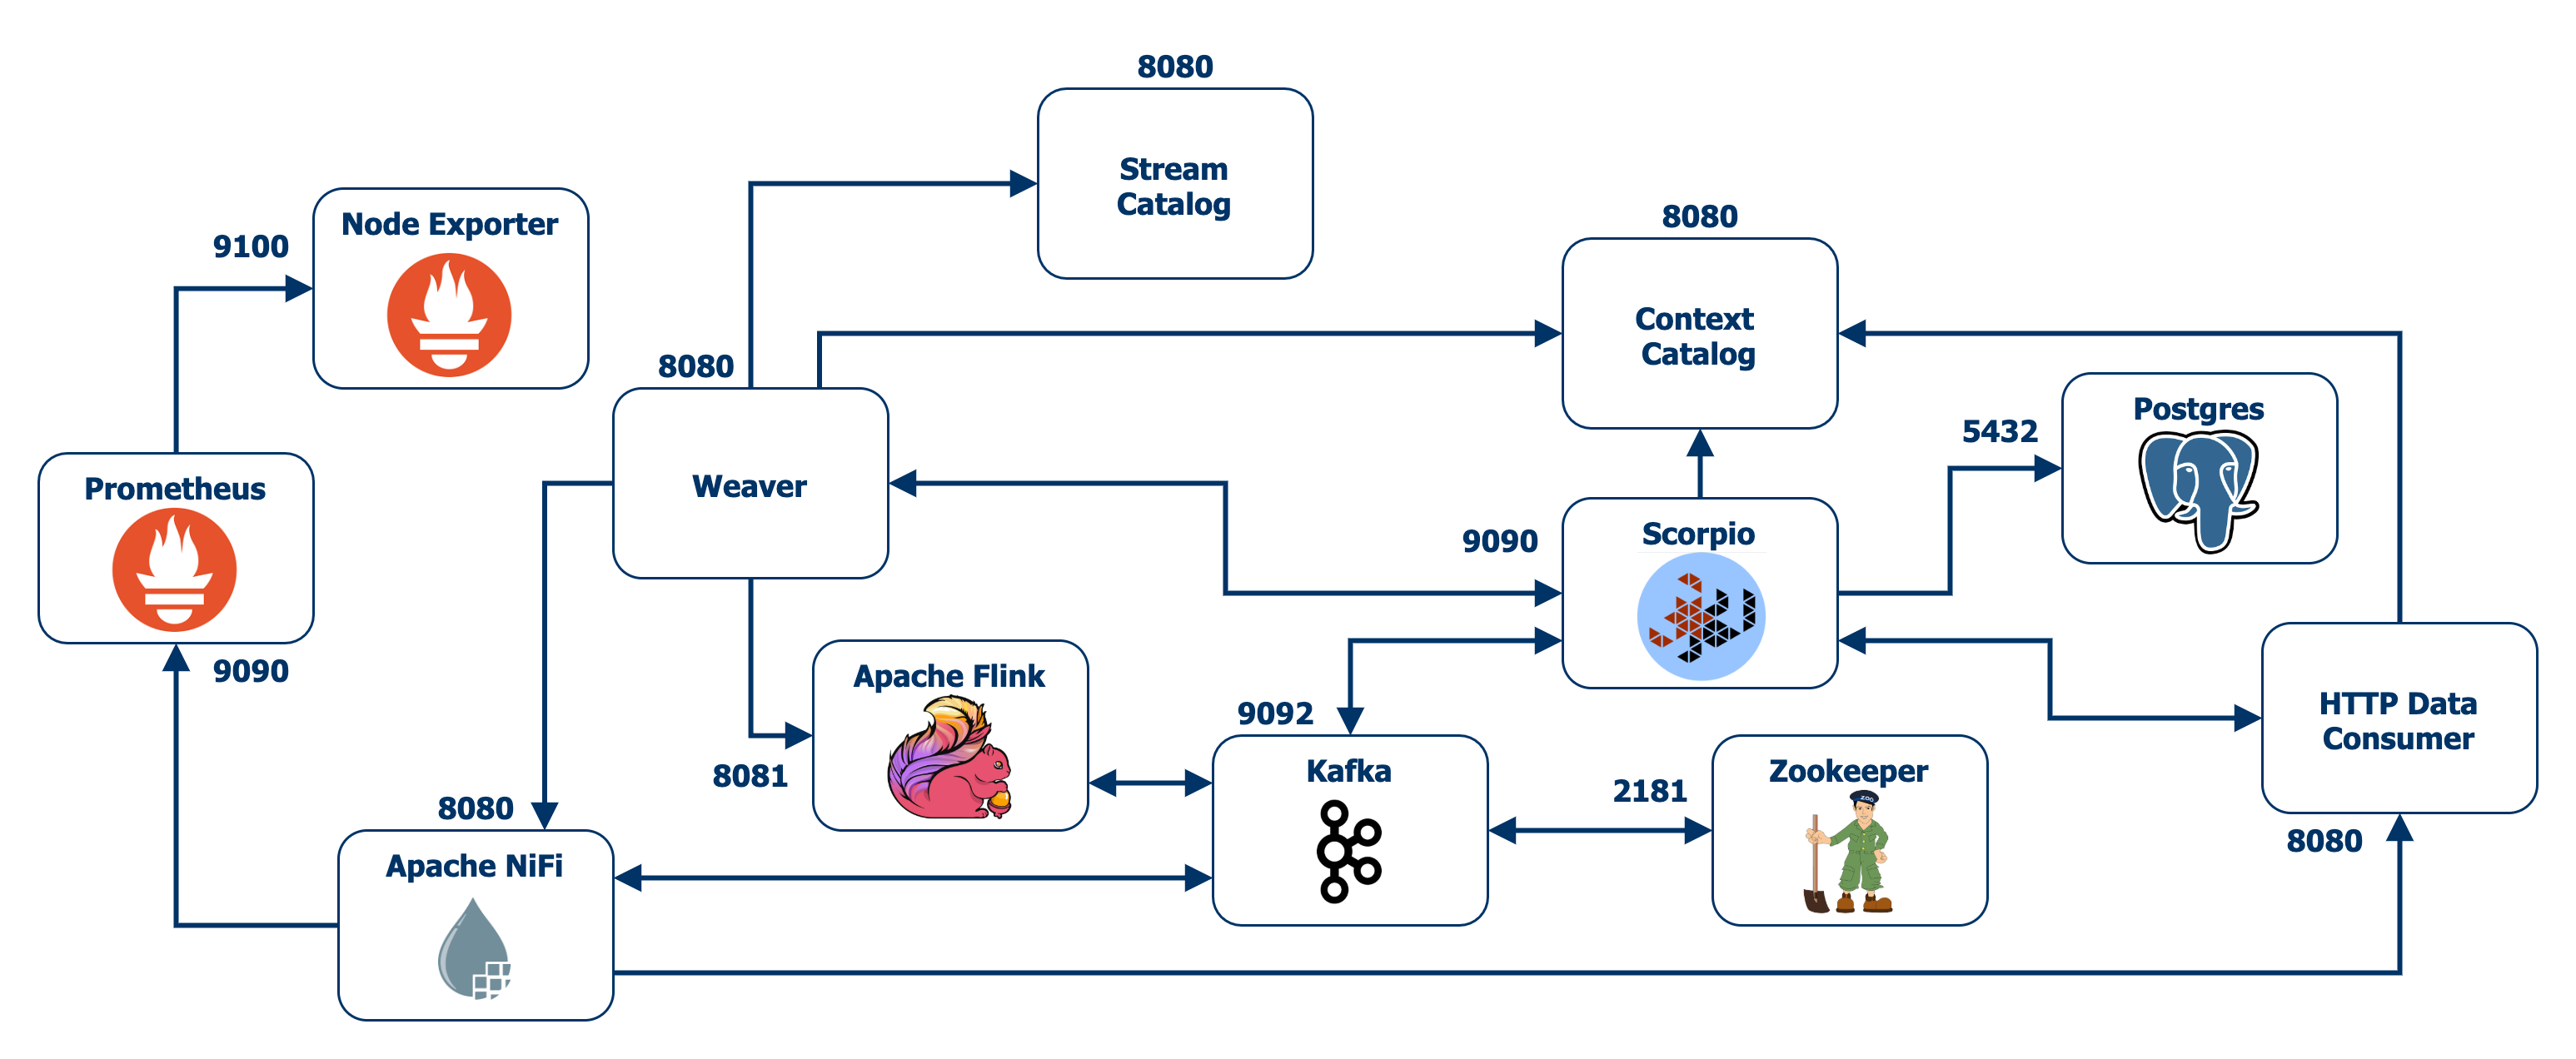 8080
Stream
Catalog
Node Exporter
9100
8080
Context
Catalog
8080
Weaver
Postgres
5432
Prometheus
9090
Scorpio
9090
Apache Flink
8081
9092
Kafka
2181
Zookeeper
ZOO
HTTP Data
Consumer
8080
8080
Apache NiFi